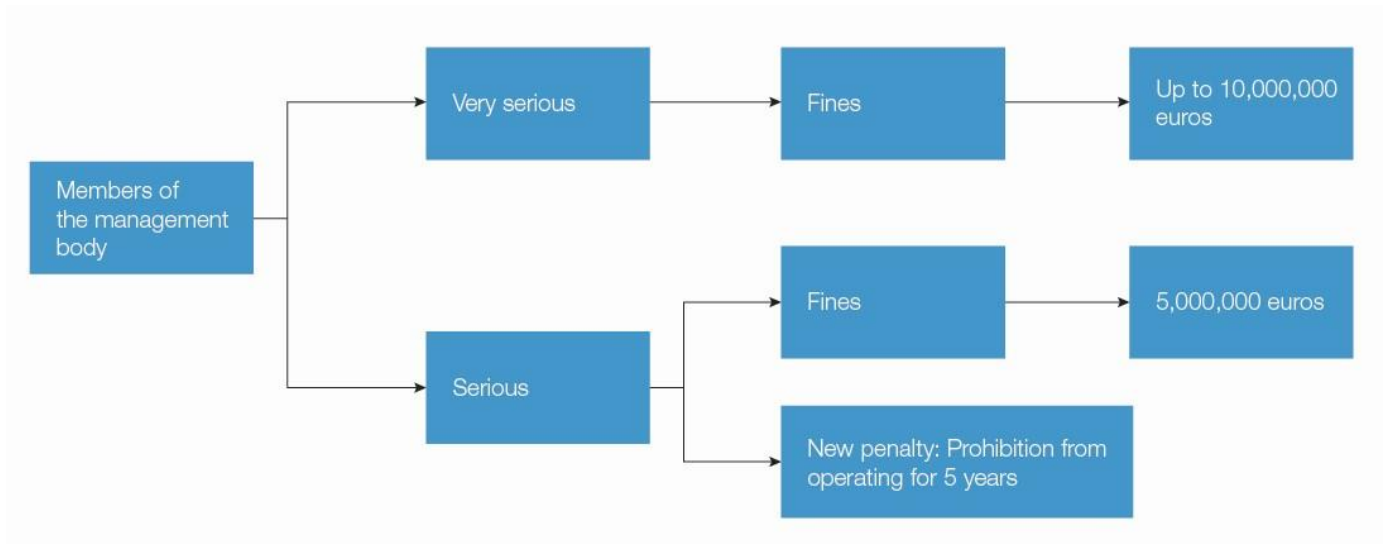 Very serious
Fines
Up to 10,000,000
euros
Members of
the management
body
Fines
5,000,000 euros
Serious
New penalty: Prohibition from
operating for 5 years